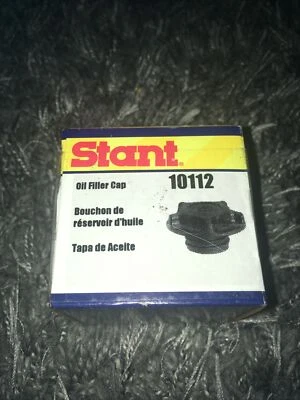 Stant®
Oil Filler Cap 10112
Bouchon de
réservoir d'huile
Tapa de Aceite